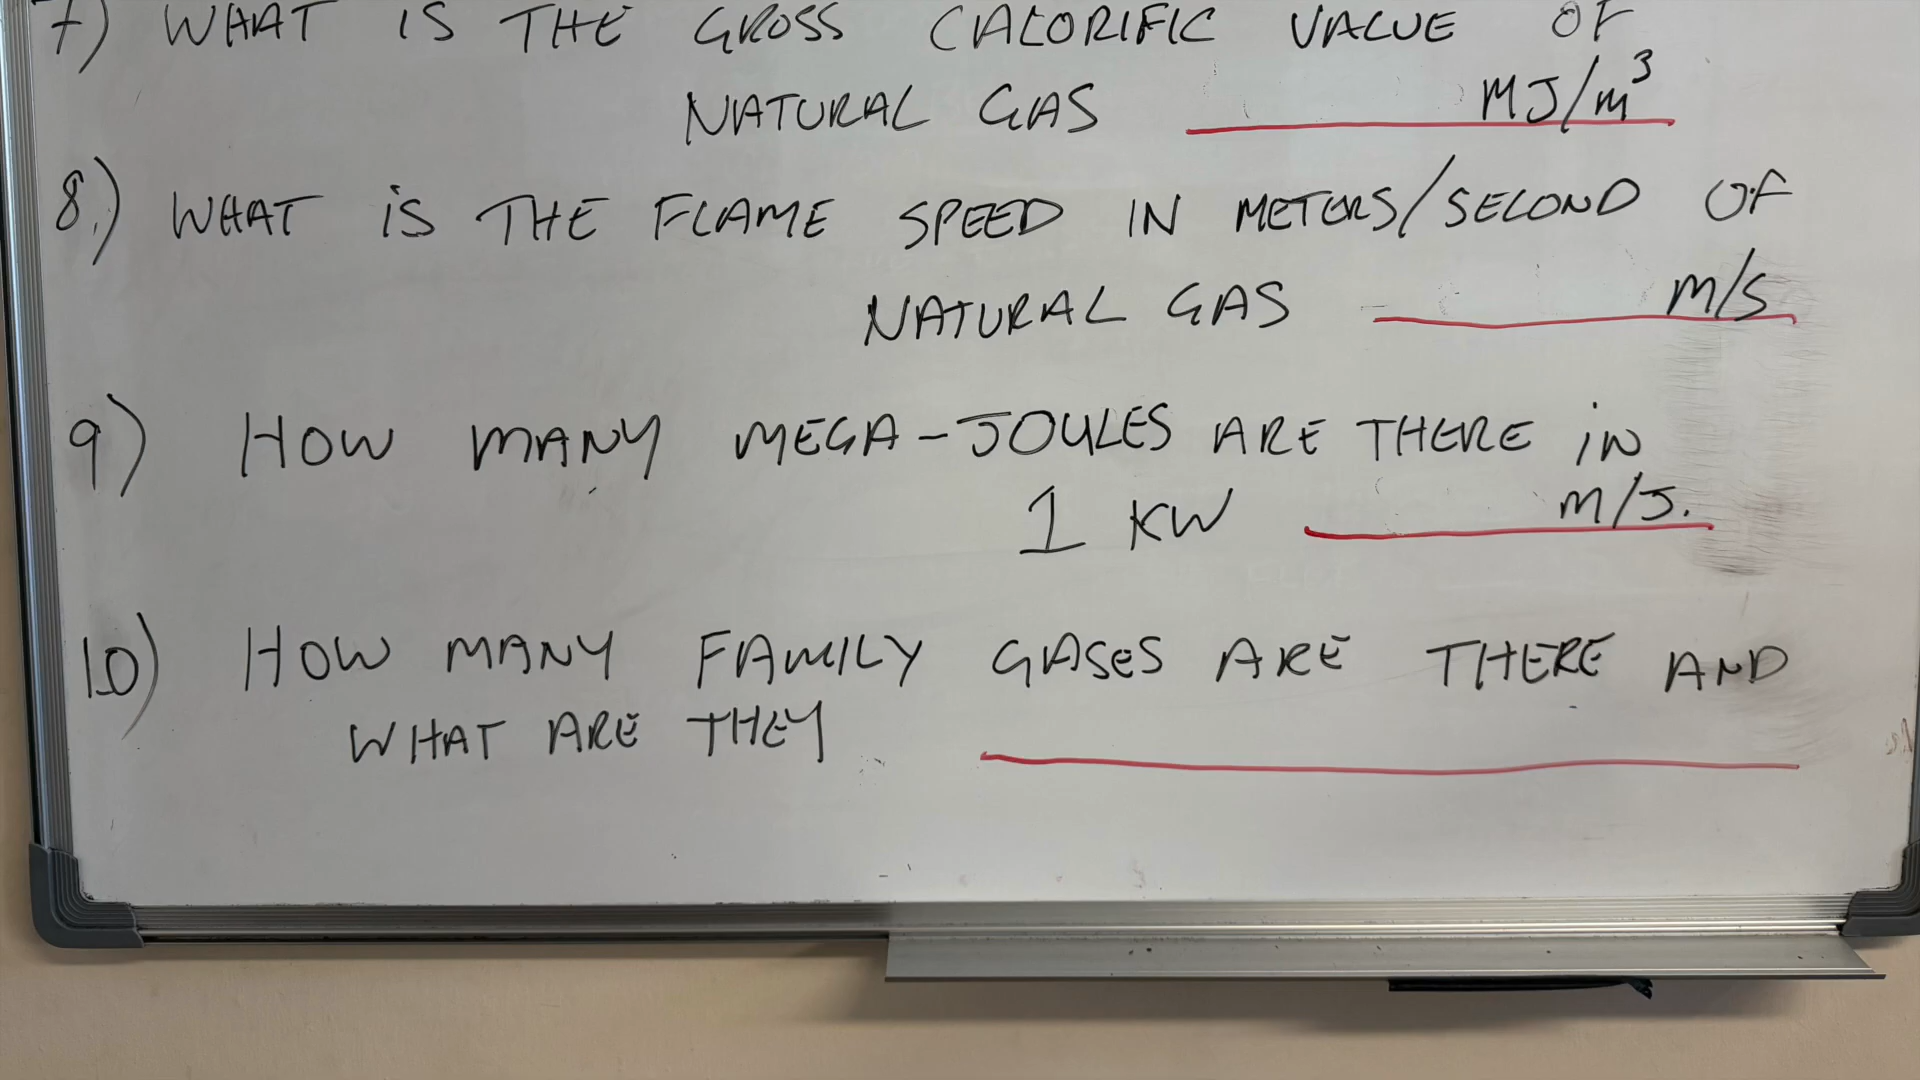 7) WHAT IS THE GROSS CALORIFIC VALUE OF
NATURAL GAS MJ/m³
8.) WHAT iS THE FLAME SPEED IN METERS/SECOND OF
NATURAL GAS m/s
9) HOW MANY MEGA-JOULES ARE THERE iN
1 KW M/J.
10) HOW MANY FAMILY GASES ARE THERE AND
WHAT ARE THEY